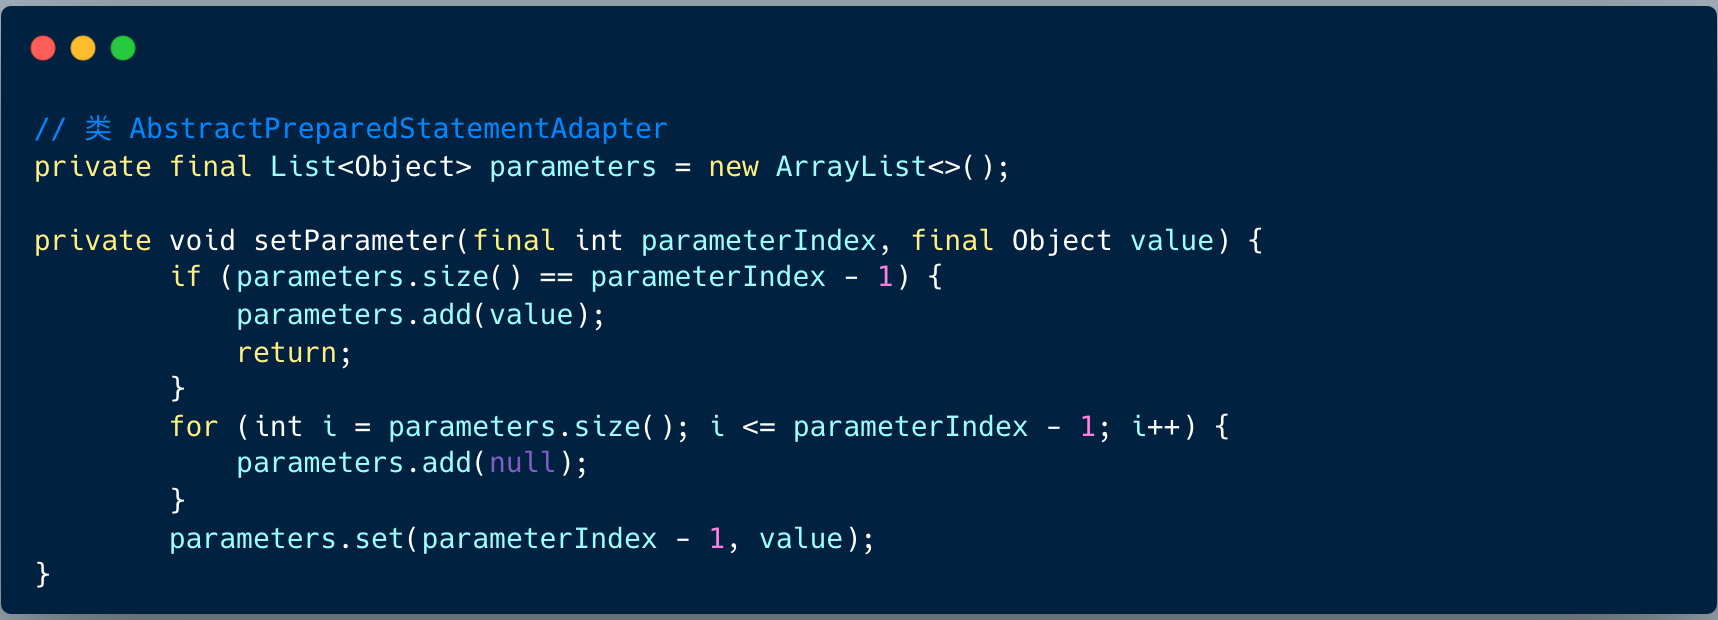 // 类 AbstractPreparedStatementAdapter
private final List<Object> parameters = new ArrayList<>();
private void setParameter(final int parameterIndex, final Object value) {
if (parameters.size() == parameterIndex - 1) {
parameters.add(value);
return;
}
for (int i = parameters.size(); i <= parameterIndex - 1; i++) {
parameters.add(null);
}
parameters.set(parameterIndex - 1, value);
}